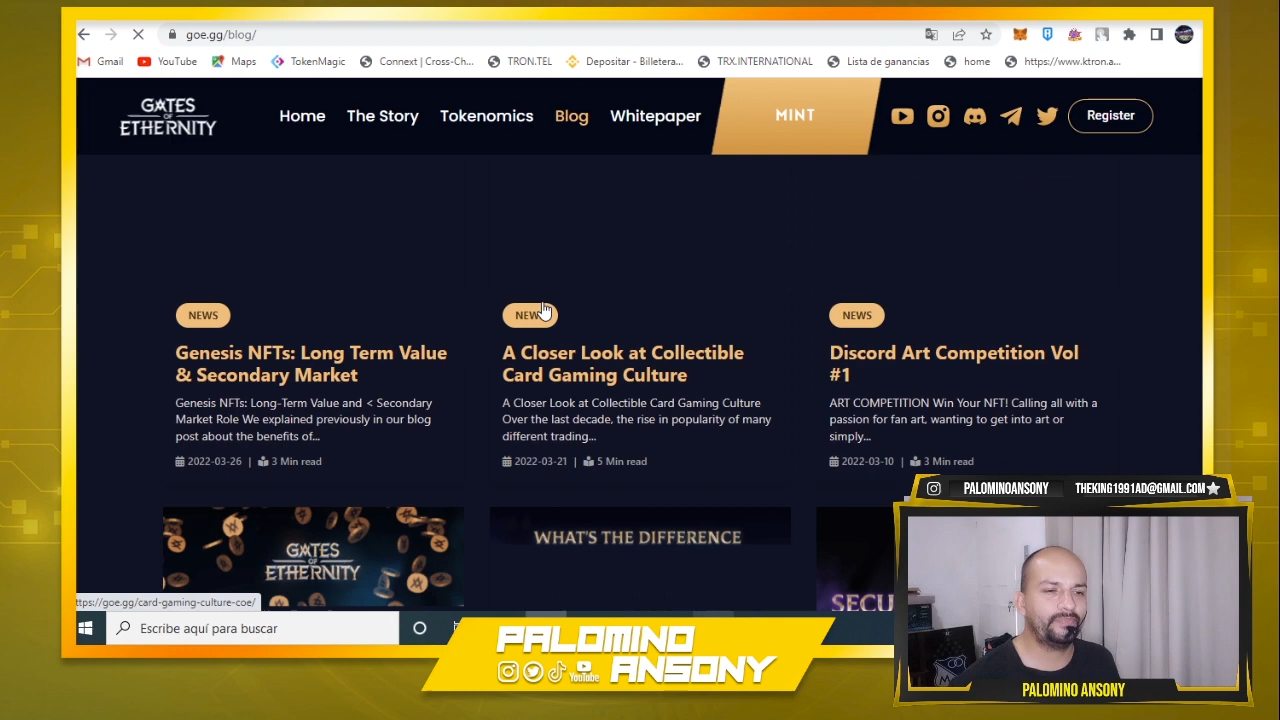 goe.gg/blog/
Gmail YouTube Maps TokenMagic Connext | Cross-Ch... TRON.TEL Depositar - Billetera... TRX.INTERNATIONAL Lista de ganancias home https://www.ktron.a...
GATES OF ETHERNITY
Home The Story Tokenomics Blog Whitepaper MINT Register
NEWS
Genesis NFTs: Long Term Value
& Secondary Market
Genesis NFTs: Long-Term Value and < Secondary
Market Role We explained previously in our blog
post about the benefits of...
2022-03-26 | 3 Min read
NEWS
A Closer Look at Collectible
Card Gaming Culture
A Closer Look at Collectible Card Gaming Culture
Over the last decade, the rise in popularity of many
different trading...
2022-03-21 | 5 Min read
NEWS
Discord Art Competition Vol
#1
ART COMPETITION Win Your NFT! Calling all with a
passion for fan art, wanting to get into art or
simply...
2022-03-10 | 3 Min read
GATES
OF
ETHERNITY
WHAT'S THE DIFFERENCE
SECU
ttps://goe.gg/card-gaming-culture-coe/
Escribe aquí para buscar
PALOMINO
ANSONY
YouTube
PALOMINOANSONY THEKING1991AD@GMAIL.COM
PALOMINO ANSONY